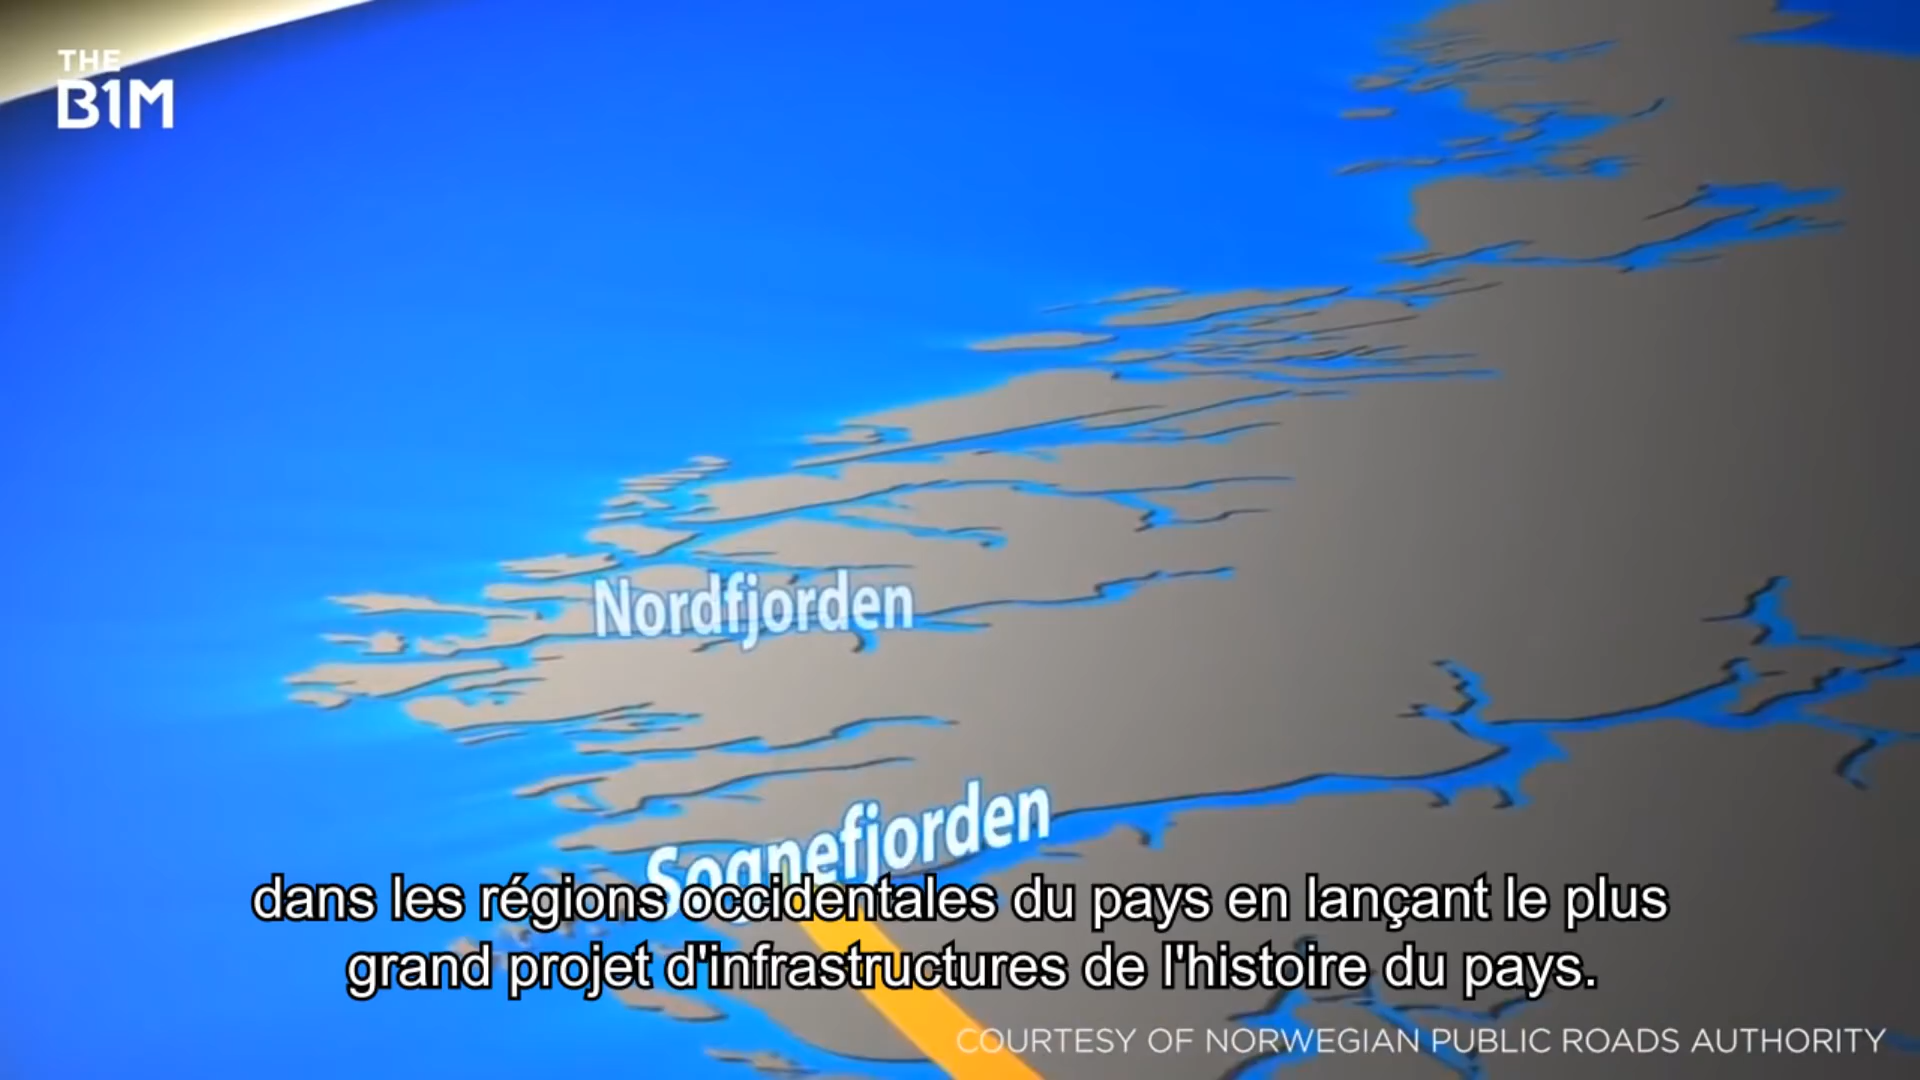 THE
B1M
Nordfjorden
Sognefjorden
dans les régions occidentales du pays en lançant le plus
grand projet d'infrastructures de l'histoire du pays.
COURTESY OF NORWEGIAN PUBLIC ROADS AUTHORITY